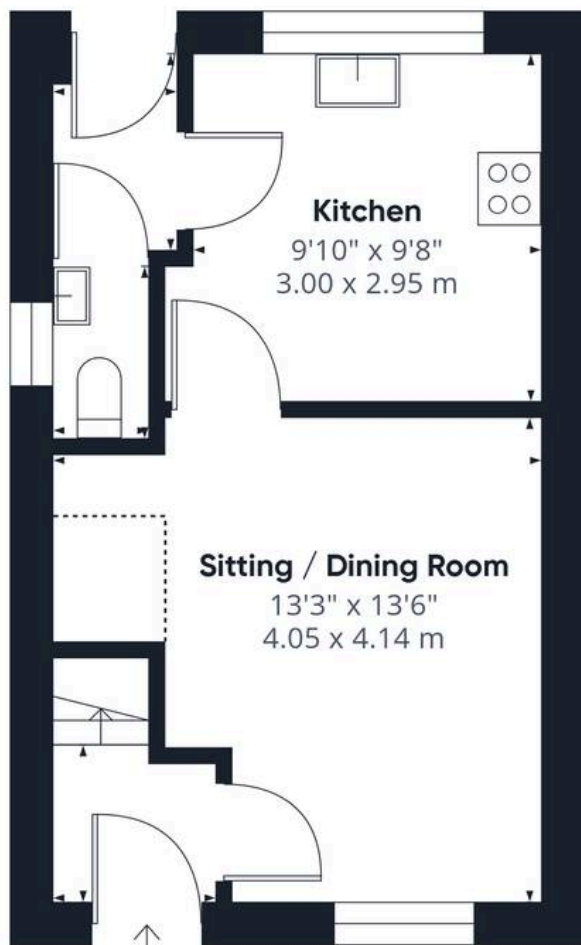 Kitchen
9'10" x 9'8"
3.00 x 2.95 m
Sitting / Dining Room
13'3" x 13'6"
4.05 x 4.14 m